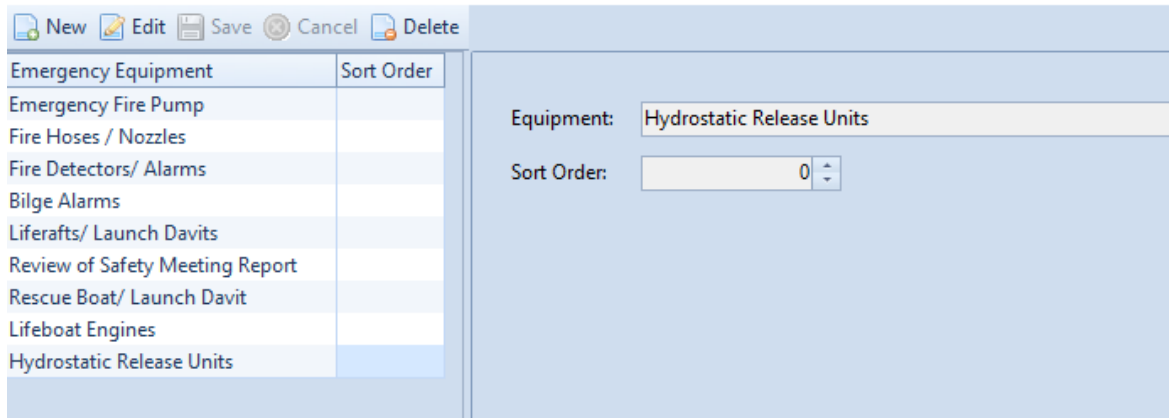 New Edit Save Cancel Delete
Emergency Equipment Sort Order
Emergency Fire Pump
Fire Hoses / Nozzles
Fire Detectors/ Alarms
Bilge Alarms
Liferafts/ Launch Davits
Review of Safety Meeting Report
Rescue Boat/ Launch Davit
Lifeboat Engines
Hydrostatic Release Units
Equipment: Hydrostatic Release Units
Sort Order: 0